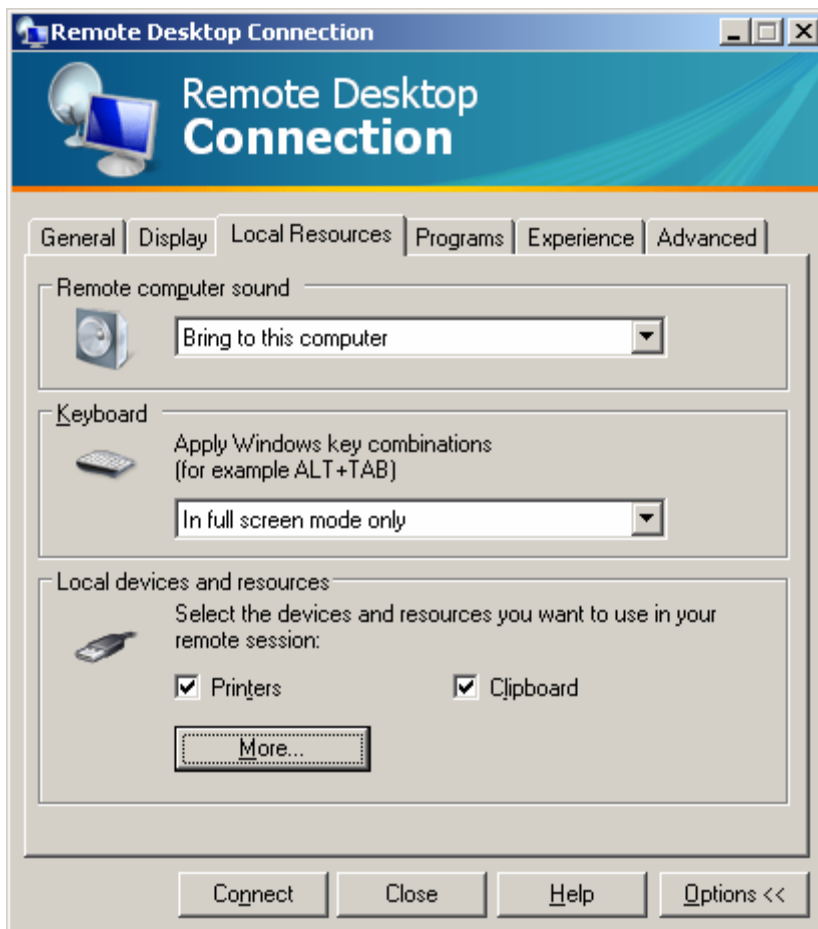 Remote Desktop Connection
Remote Desktop
Connection
General Display Local Resources Programs Experience Advanced
Remote computer sound
Bring to this computer
Keyboard
Apply Windows key combinations
(for example ALT+TAB)
In full screen mode only
Local devices and resources
Select the devices and resources you want to use in your
remote session:
Printers Clipboard
More...
Connect Close Help Options <<